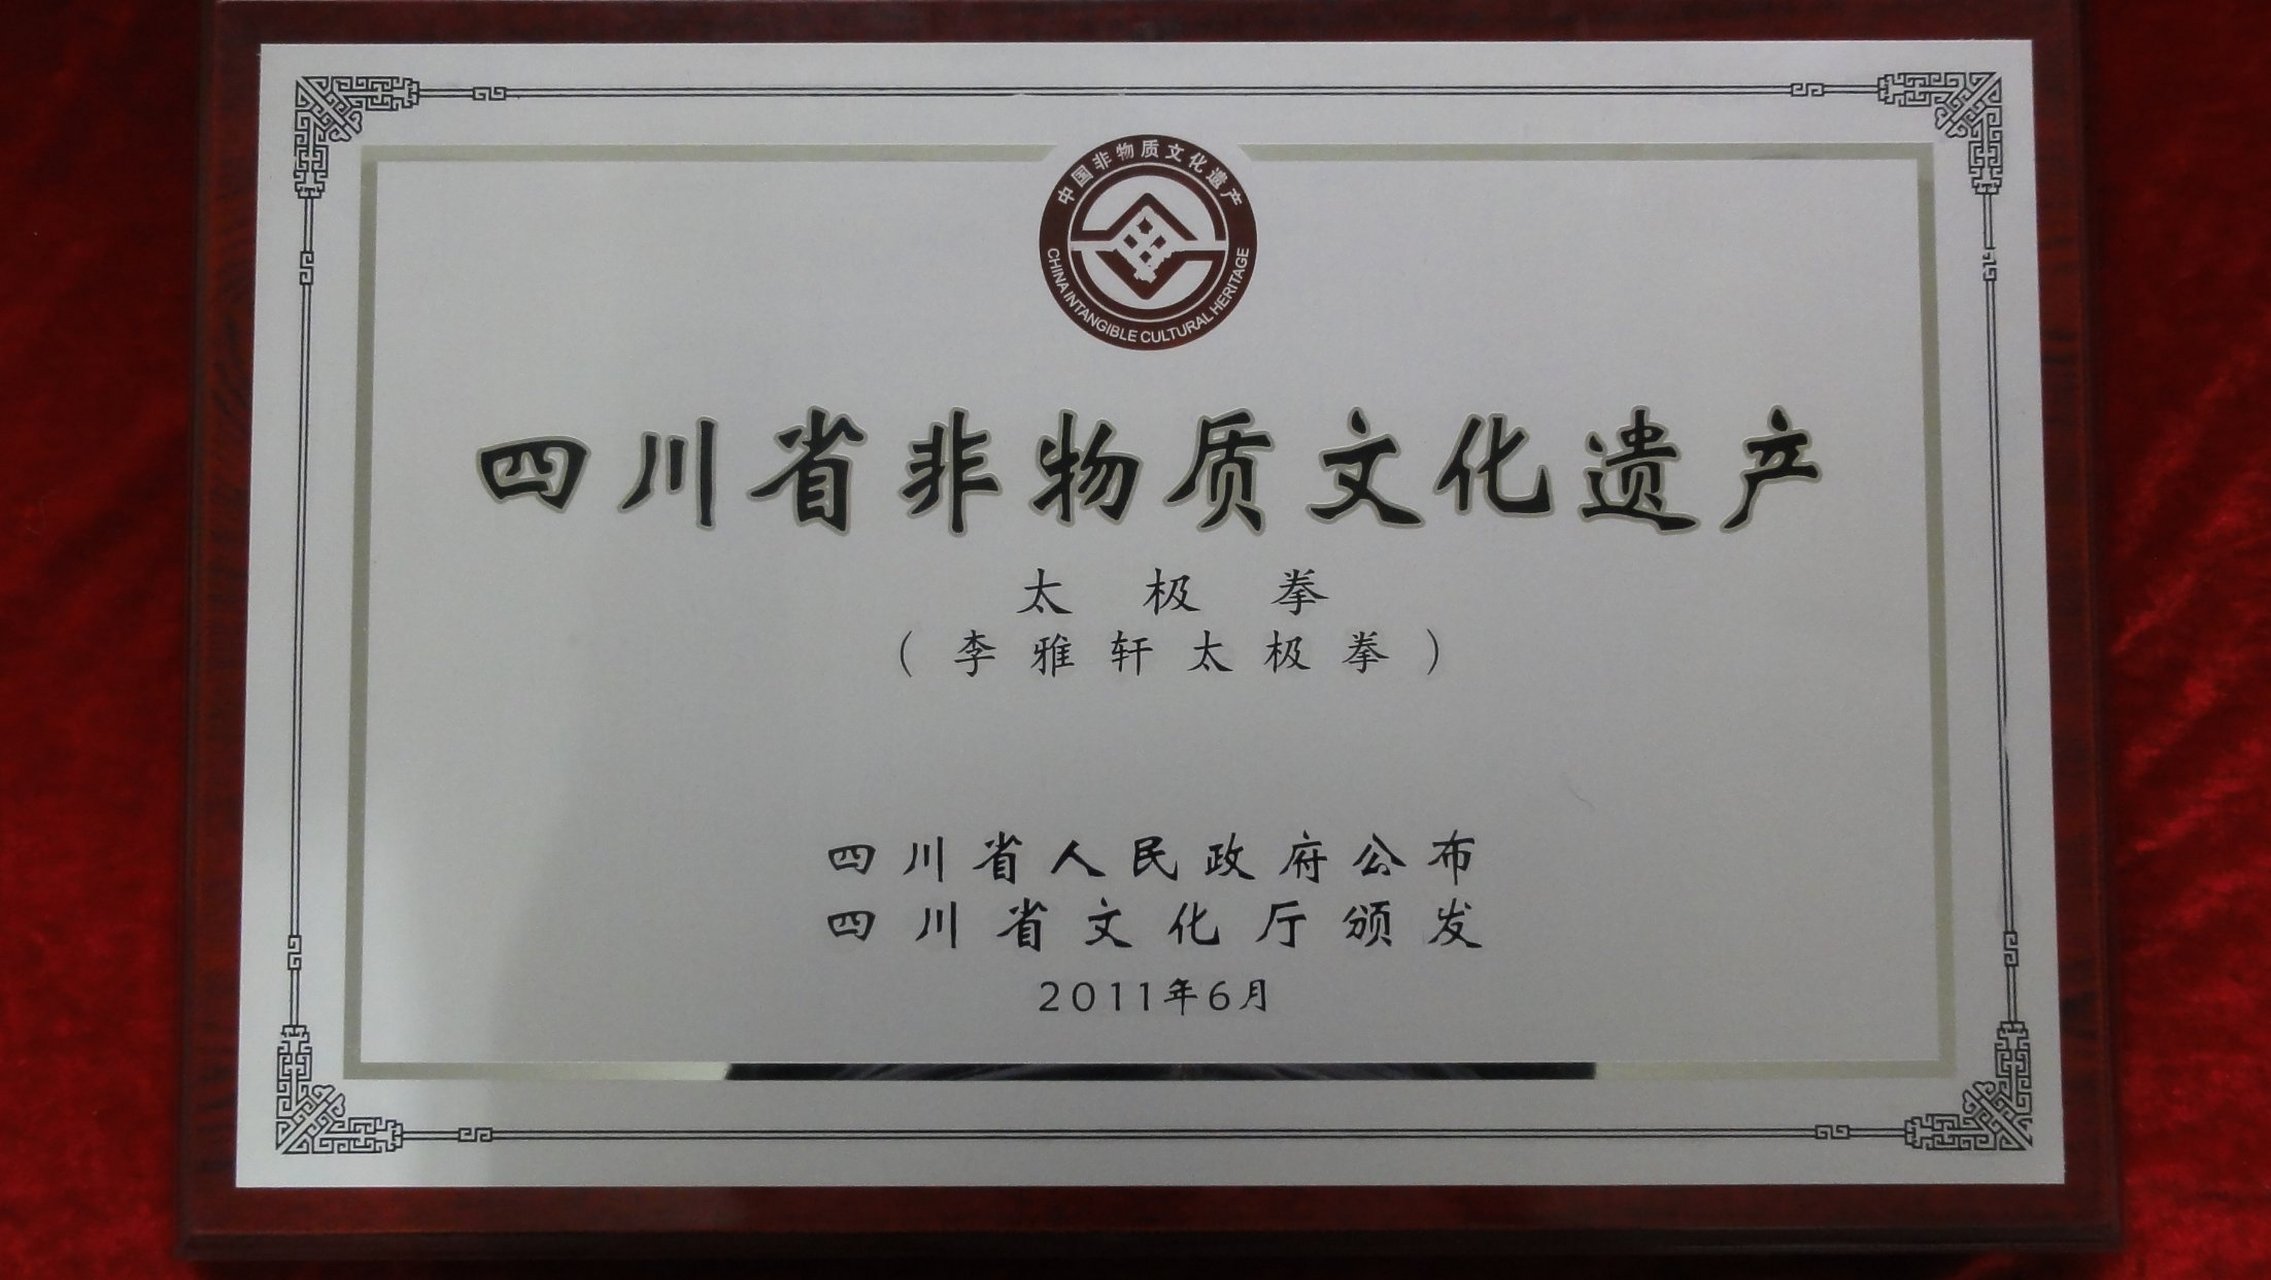 中国非物质文化遗产
CHINA INTANGIBLE CULTURAL HERITAGE
四川省非物质文化遗产
太极拳
（李雅轩太极拳）
四川省人民政府公布
四川省文化厅颁发
2011年6月